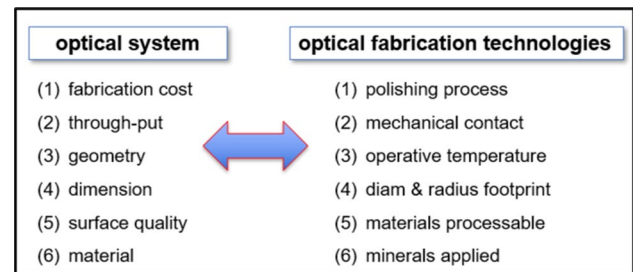 optical system
(1) fabrication cost
(2) through-put
(3) geometry
(4) dimension
(5) surface quality
(6) material
optical fabrication technologies
(1) polishing process
(2) mechanical contact
(3) operative temperature
(4) diam & radius footprint
(5) materials processable
(6) minerals applied